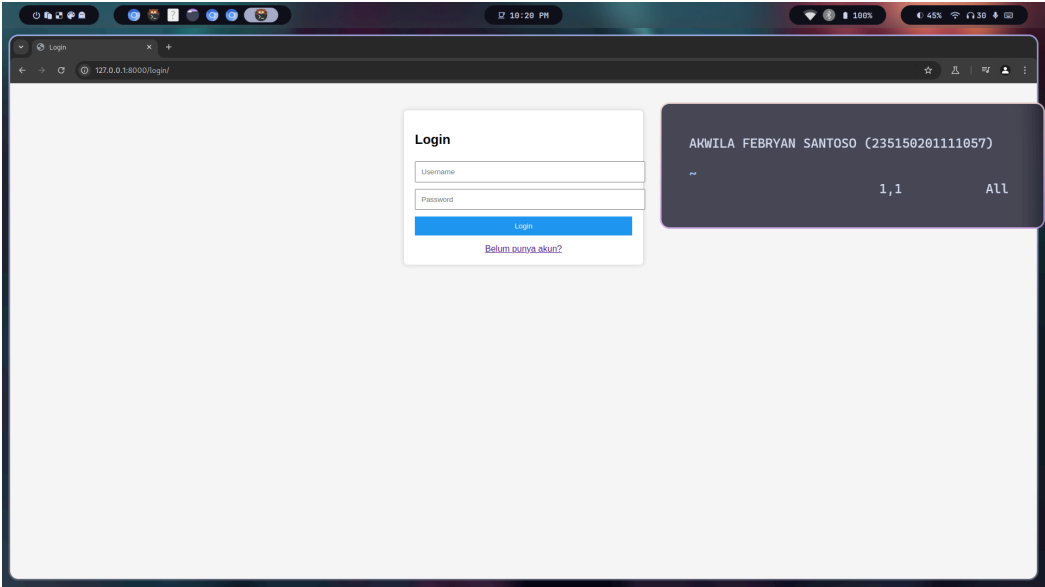 10:20 PM
100%
45%
30
Login
127.0.0.1:8000/login/
Login
Username
Password
Login
Belum punya akun?
AKWILA FEBRYAN SANTOSO (235150201111057)
~
1,1 All